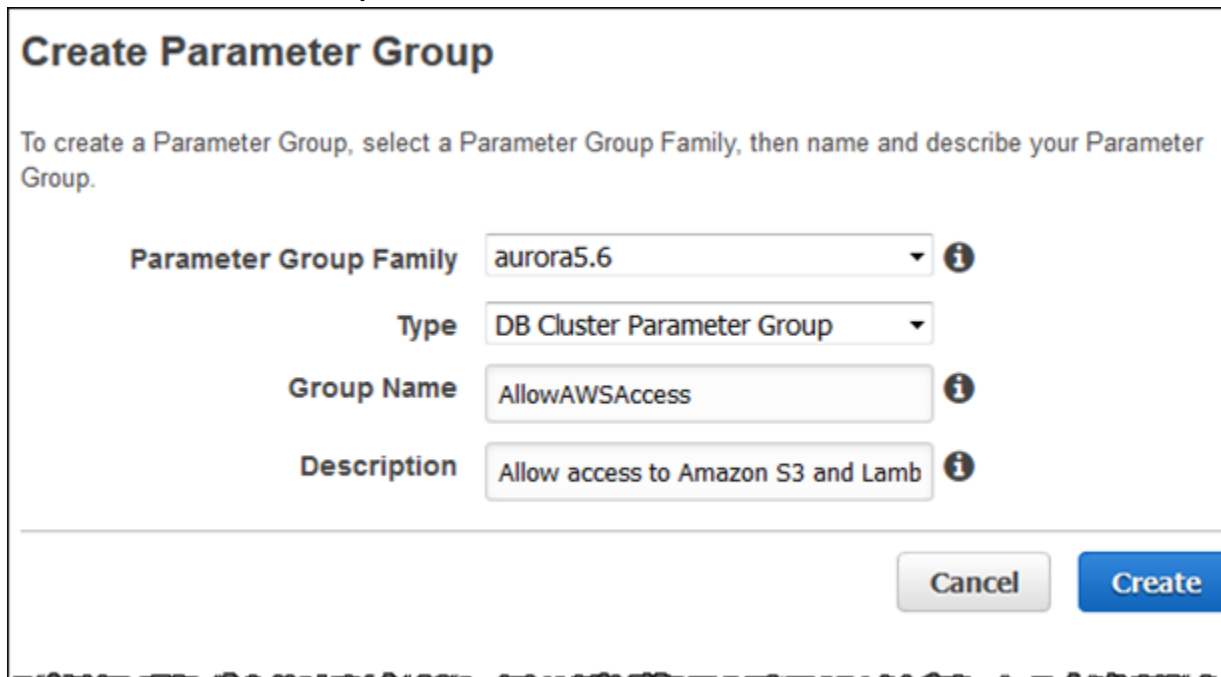 Create Parameter Group
To create a Parameter Group, select a Parameter Group Family, then name and describe your Parameter
Group.
Parameter Group Family aurora5.6
Type DB Cluster Parameter Group
Group Name AllowAWSAccess
Description Allow access to Amazon S3 and Lamb
Cancel Create